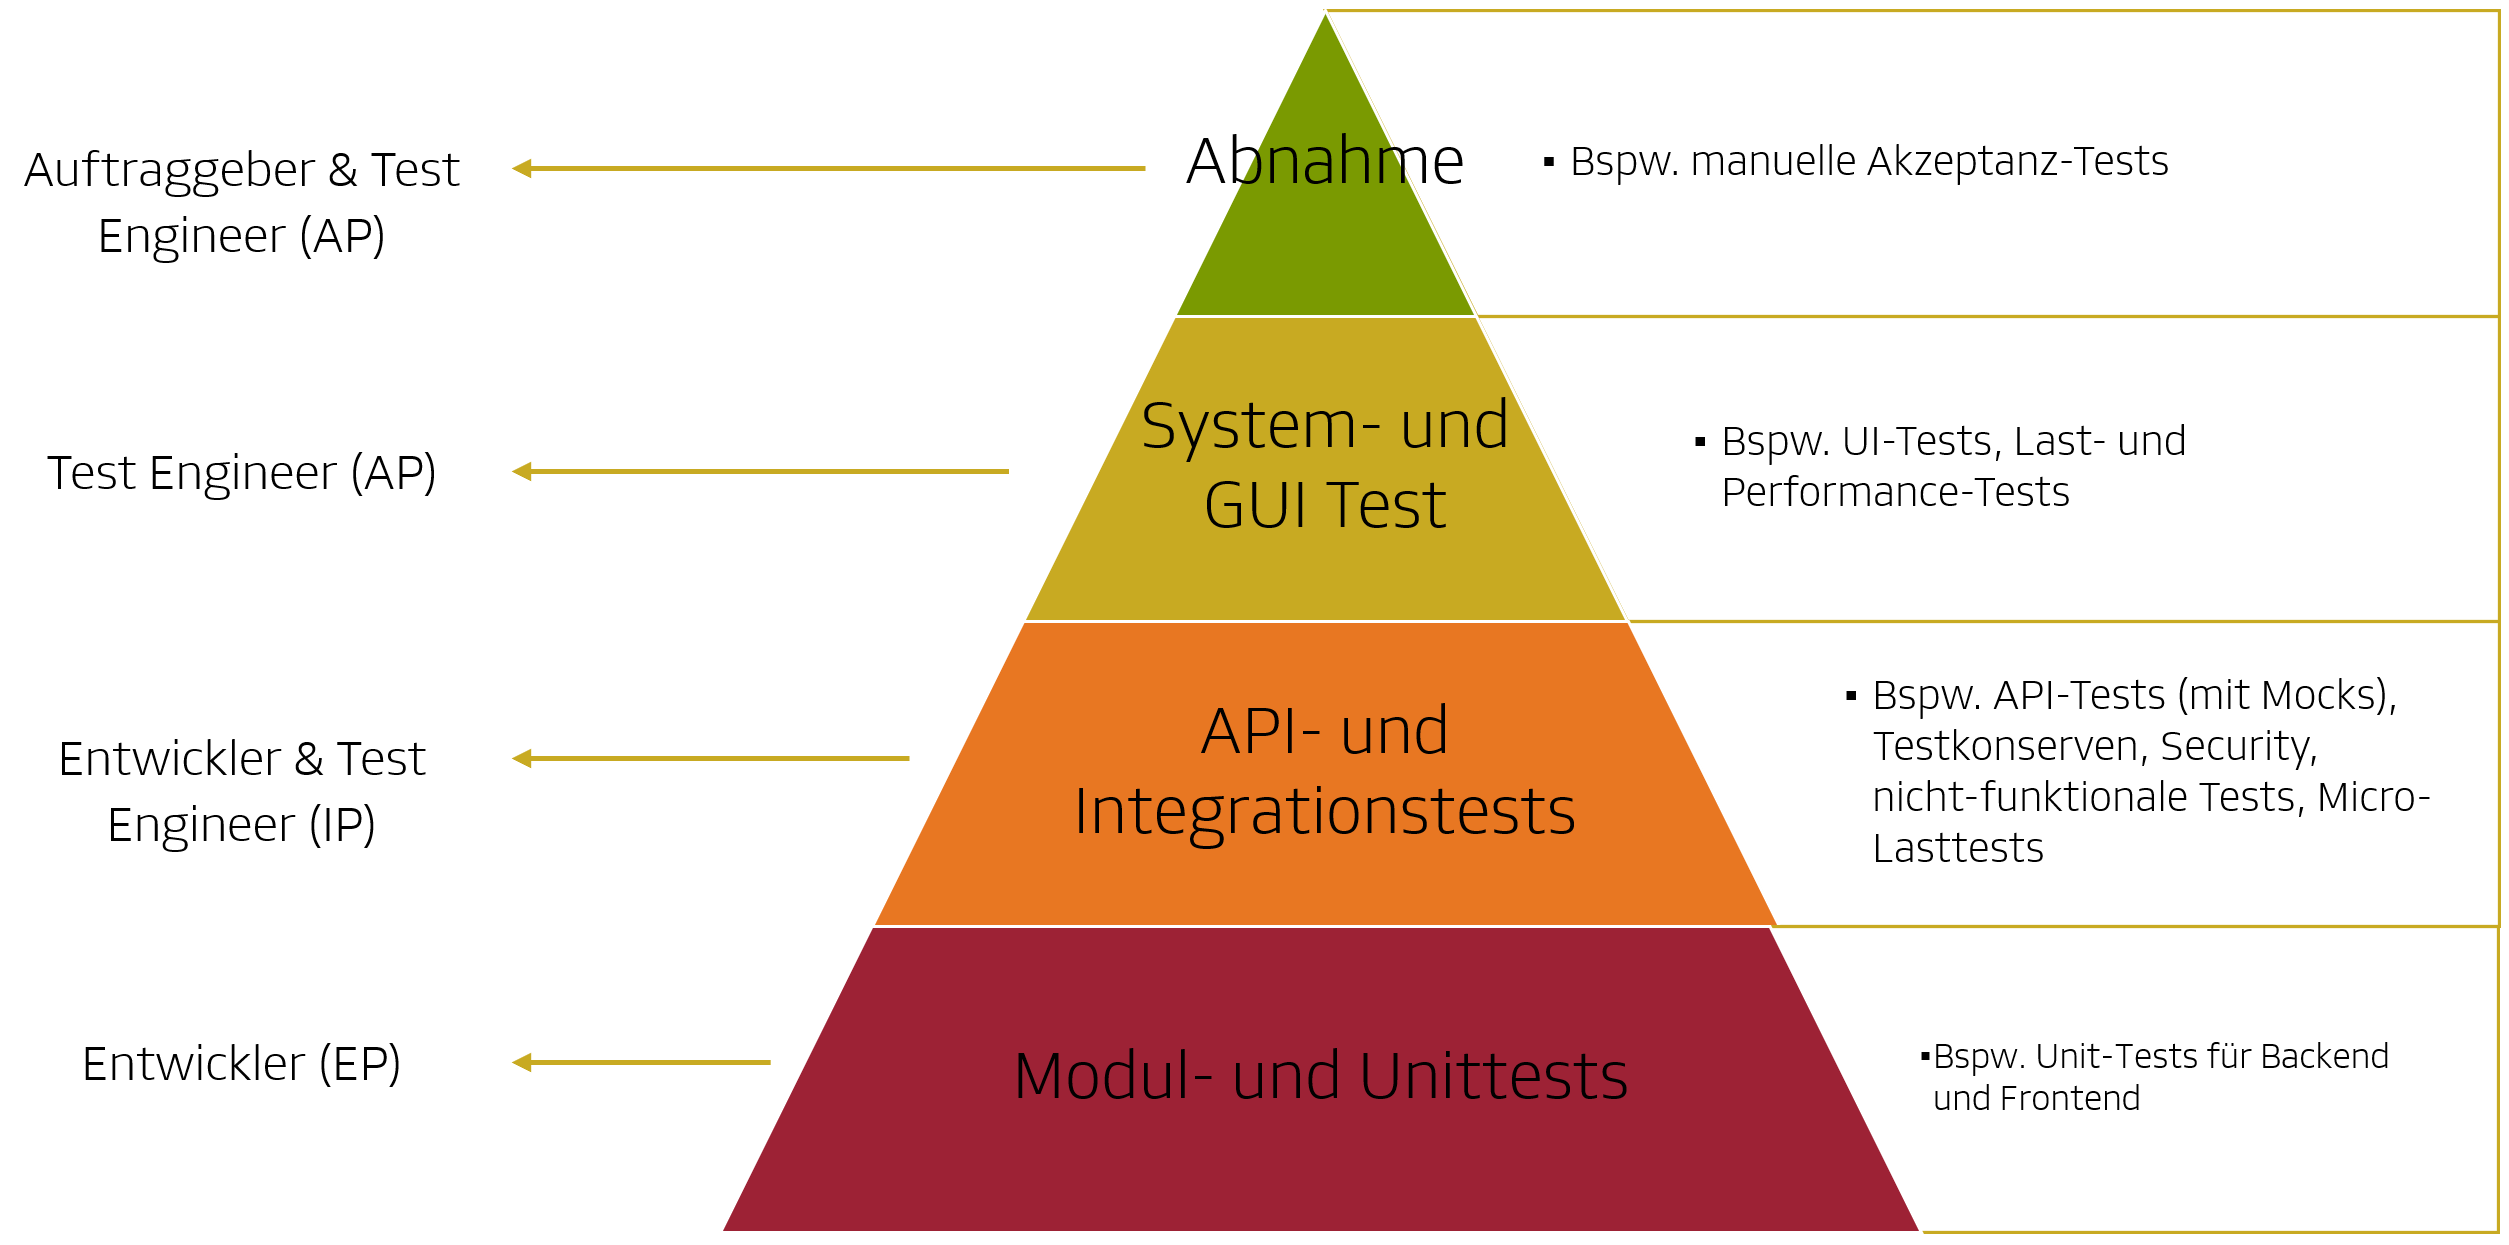 Auftraggeber & Test
Engineer (AP)
Abnahme
▪ Bspw. manuelle Akzeptanz-Tests
Test Engineer (AP)
System- und
GUI Test
▪ Bspw. UI-Tests, Last- und
Performance-Tests
Entwickler & Test
Engineer (IP)
API- und
Integrationstests
▪ Bspw. API-Tests (mit Mocks),
Testkonserven, Security,
nicht-funktionale Tests, Micro-
Lasttests
Entwickler (EP)
Modul- und Unittests
▪Bspw. Unit-Tests für Backend
und Frontend